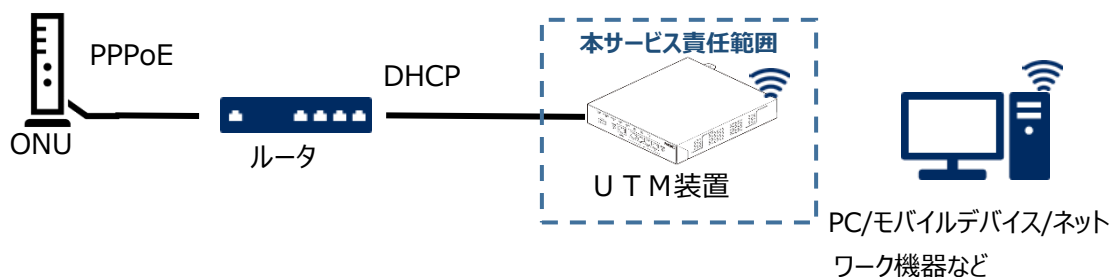 本サービス責任範囲
PPPoE
DHCP
ONU
ルータ
ＵＴＭ装置
PC/モバイルデバイス/ネット
ワーク機器など